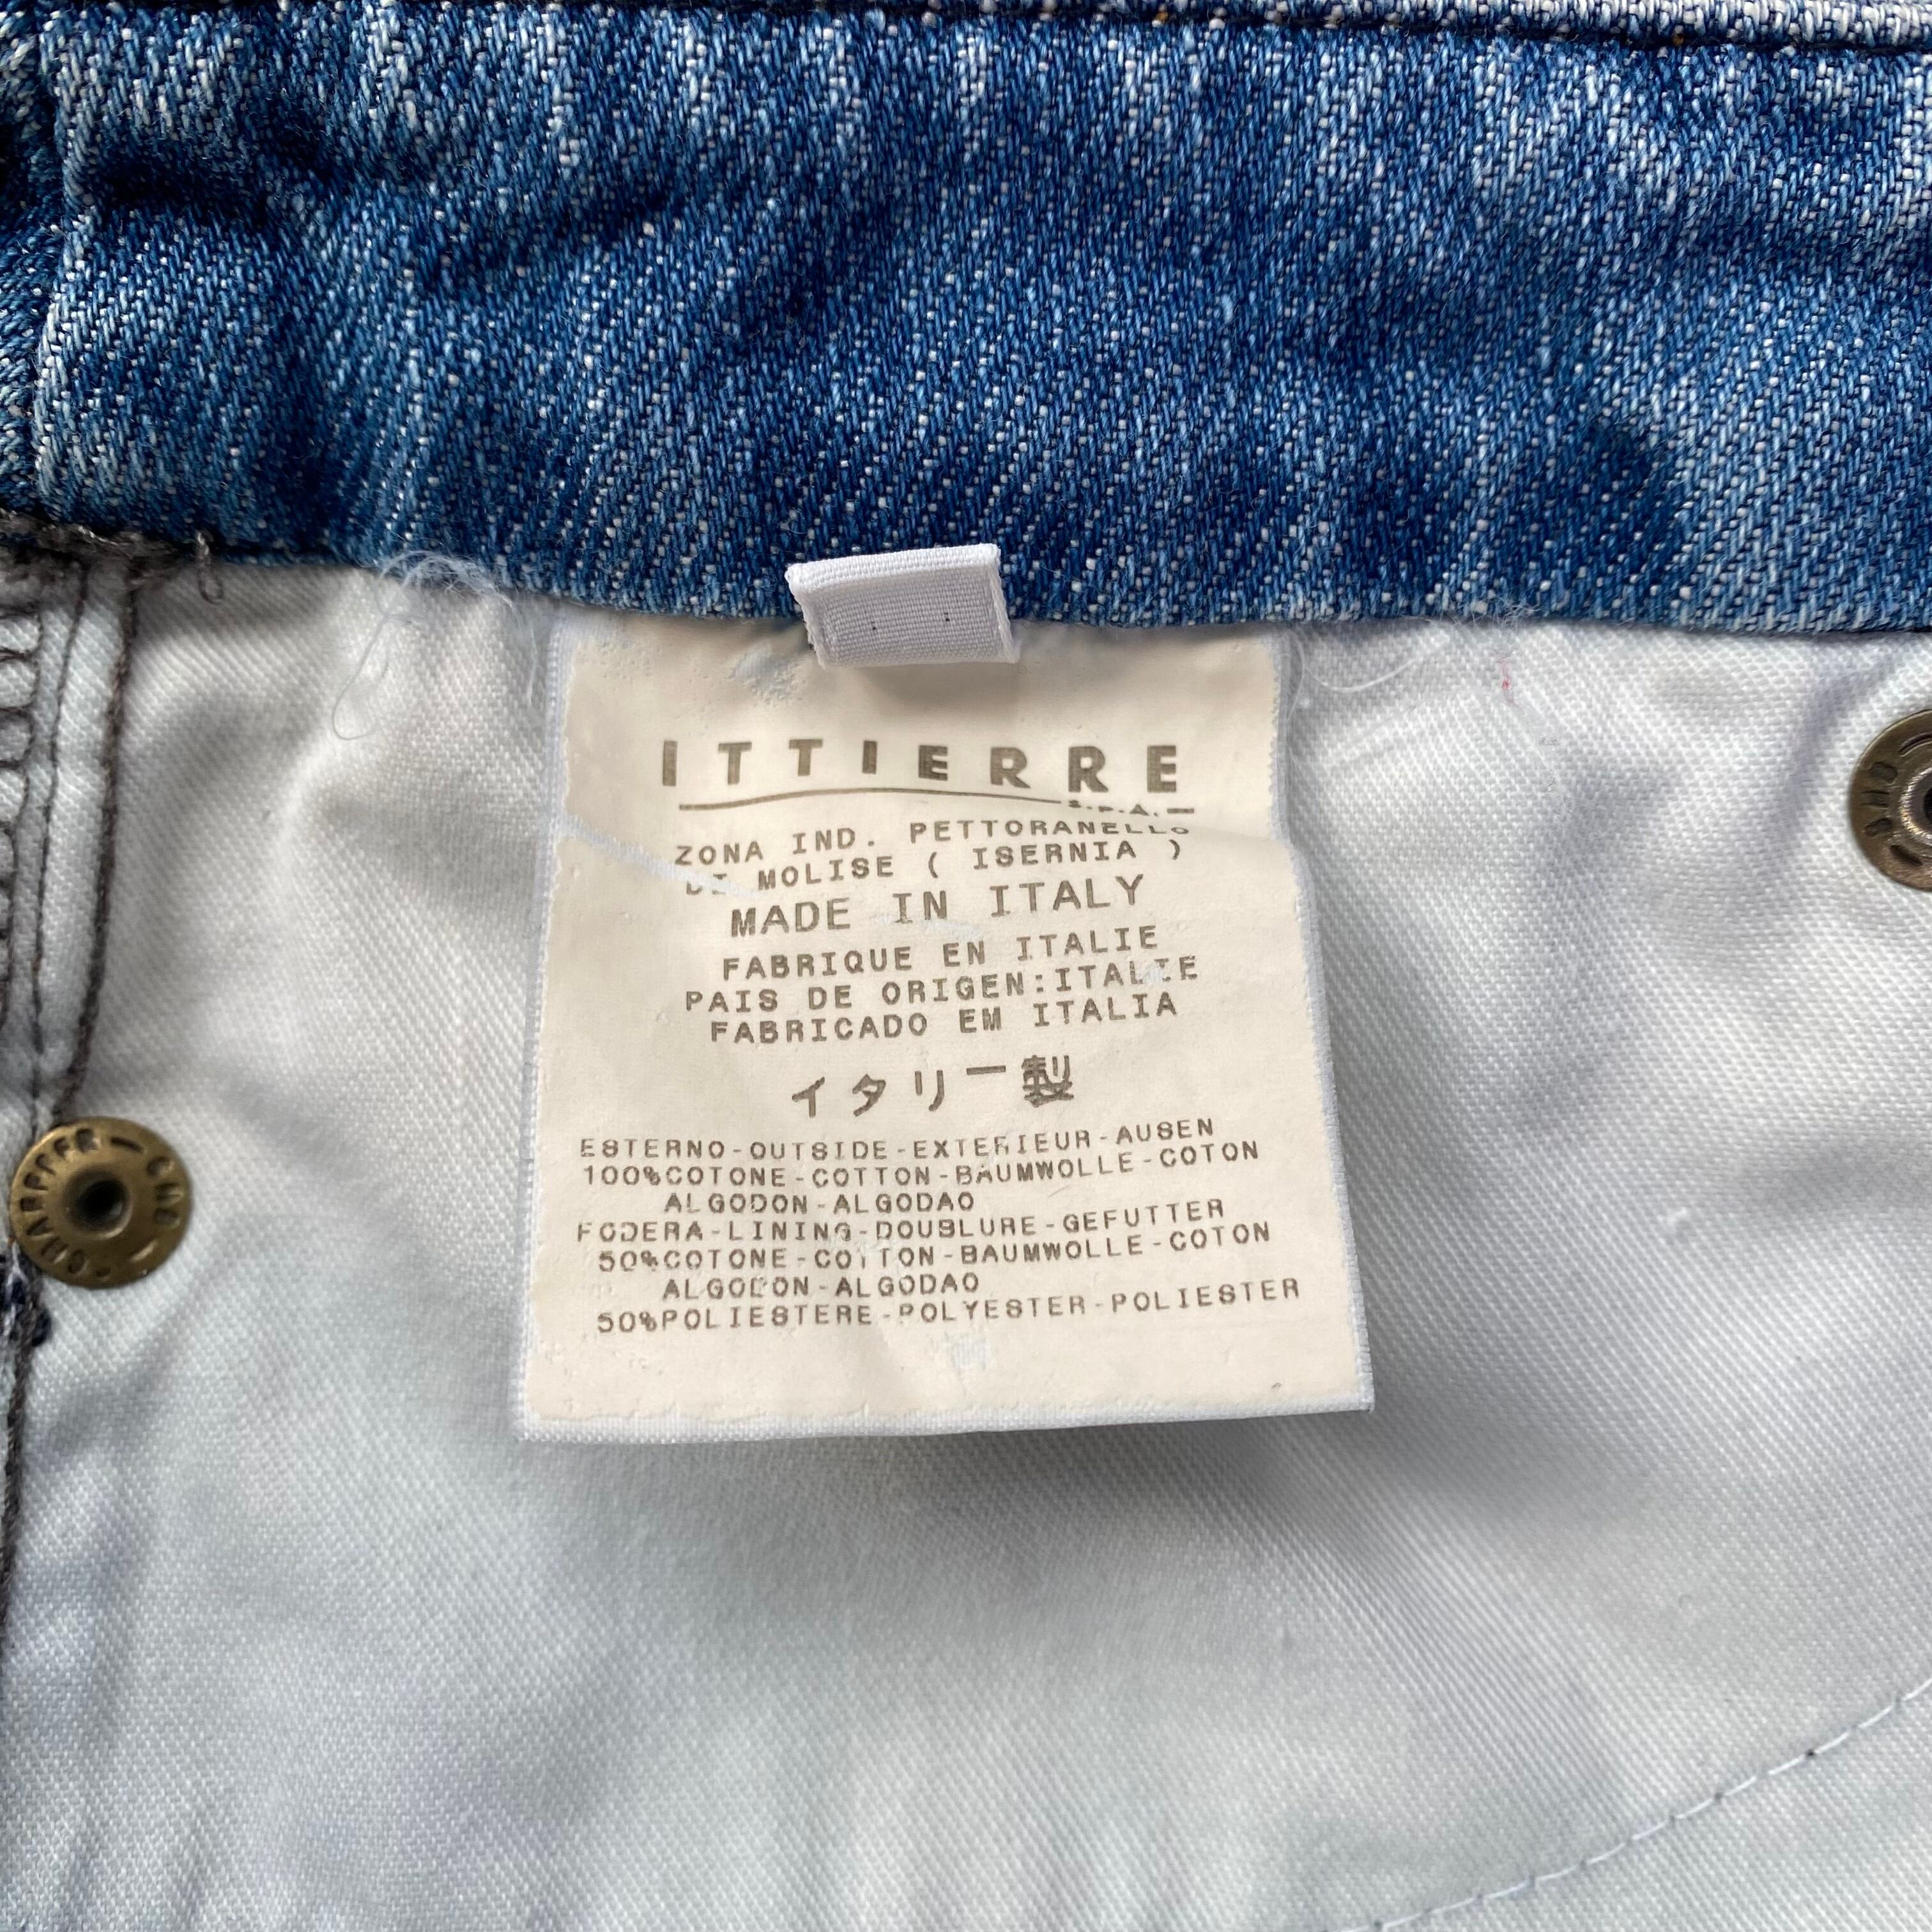 ITTIERRE
S.P.A.
ZONA IND. PETTORANELLO
DI MOLISE ( ISERNIA )
MADE IN ITALY
FABRIQUE EN ITALIE
PAIS DE ORIGEN:ITALIE
FABRICADO EM ITALIA
イタリー製
ESTERNO-OUTSIDE-EXTERIEUR-AUSEN
100%COTONE-COTTON-BAUMWOLLE-COTON
ALGODON-ALGODAO
FODERA-LINING-DOUBLURE-GEFUTTER
50%COTONE-COTTON-BAUMWOLLE-COTON
ALGODON-ALGODAO
50%POLIESTERE-POLYESTER-POLIESTER